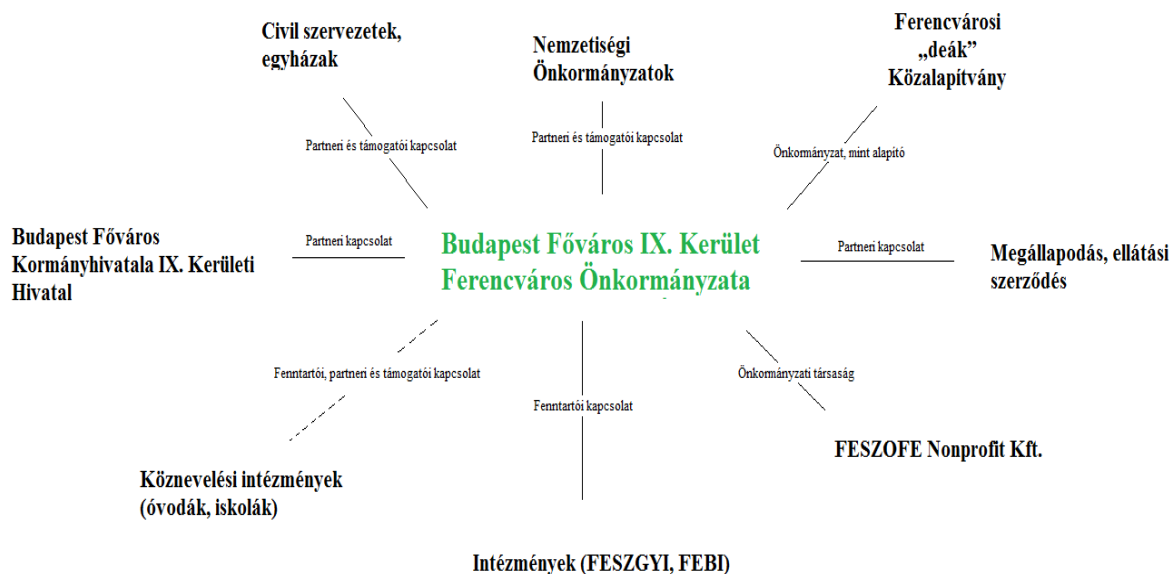 Civil szervezetek,
egyházak
Nemzetiségi
Önkormányzatok
Ferencvárosi
„deák”
Közalapítvány
Partneri és támogatói kapcsolat
Partneri és támogatói kapcsolat
Önkormányzat, mint alapító
Budapest Főváros
Kormányhivatala IX. Kerületi
Hivatal
Partneri kapcsolat
Budapest Főváros IX. Kerület
Ferencváros Önkormányzata
Partneri kapcsolat
Megállapodás, ellátási
szerződés
Fenntartói, partneri és támogatói kapcsolat
Fenntartói kapcsolat
Önkormányzati társaság
Köznevelési intézmények
(óvodák, iskolák)
FESZOFE Nonprofit Kft.
Intézmények (FESZGYI, FEBI)